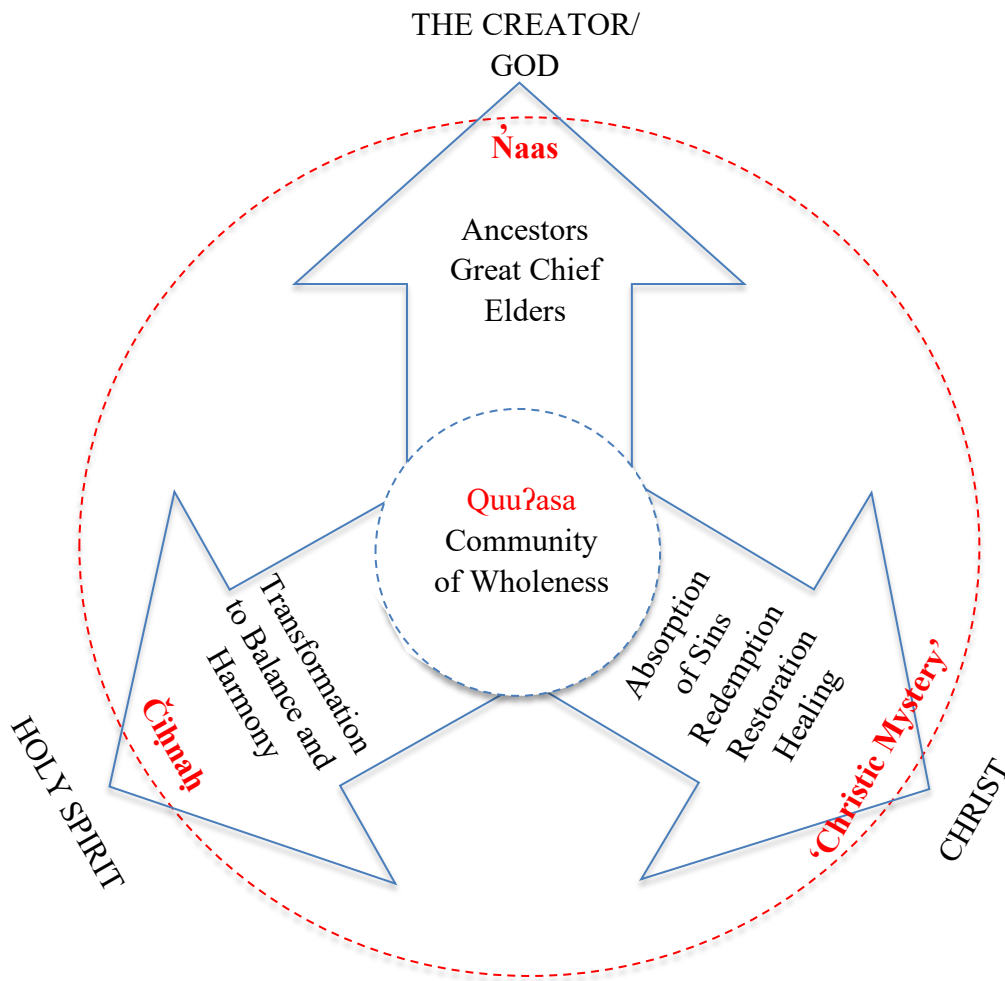 THE CREATOR/
GOD
N̓aas
Ancestors
Great Chief
Elders
Quuʔasa
Community
of Wholeness
Transformation
to Balance and
Harmony
Čiḥnaḥ
HOLY SPIRIT
Absorption
of Sins
Redemption
Restoration
Healing
‘Christic Mystery’
CHRIST